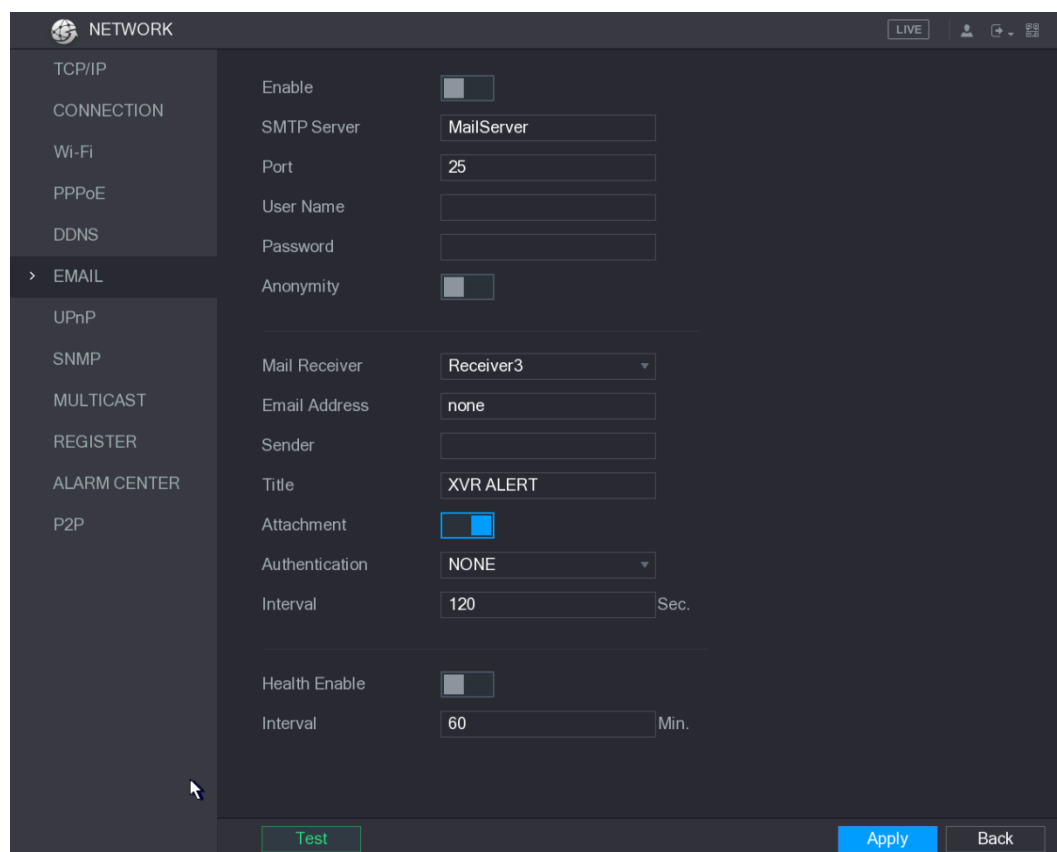 NETWORK
LIVE
TCP/IP
CONNECTION
Wi-Fi
PPPoE
DDNS
EMAIL
UPnP
SNMP
MULTICAST
REGISTER
ALARM CENTER
P2P
Enable
SMTP Server MailServer
Port 25
User Name
Password
Anonymity
Mail Receiver Receiver3
Email Address none
Sender
Title XVR ALERT
Attachment
Authentication NONE
Interval 120 Sec.
Health Enable
Interval 60 Min.
Test Apply Back